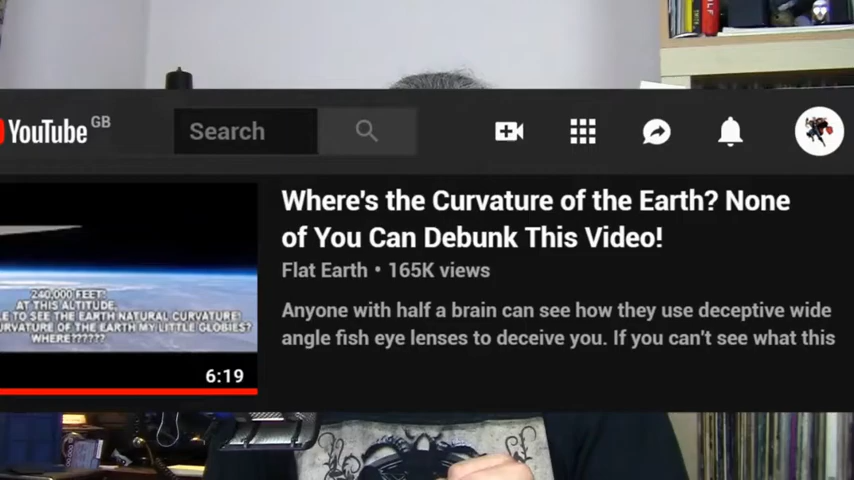 YouTube GB
Search
Where's the Curvature of the Earth? None
of You Can Debunk This Video!
Flat Earth • 165K views
Anyone with half a brain can see how they use deceptive wide
angle fish eye lenses to deceive you. If you can't see what this
240,000 FEET!
AT THIS ALTITUDE,
LE TO SEE THE EARTH NATURAL CURVATURE!
URVATURE OF THE EARTH MY LITTLE GLOBIES?
WHERE??????
6:19